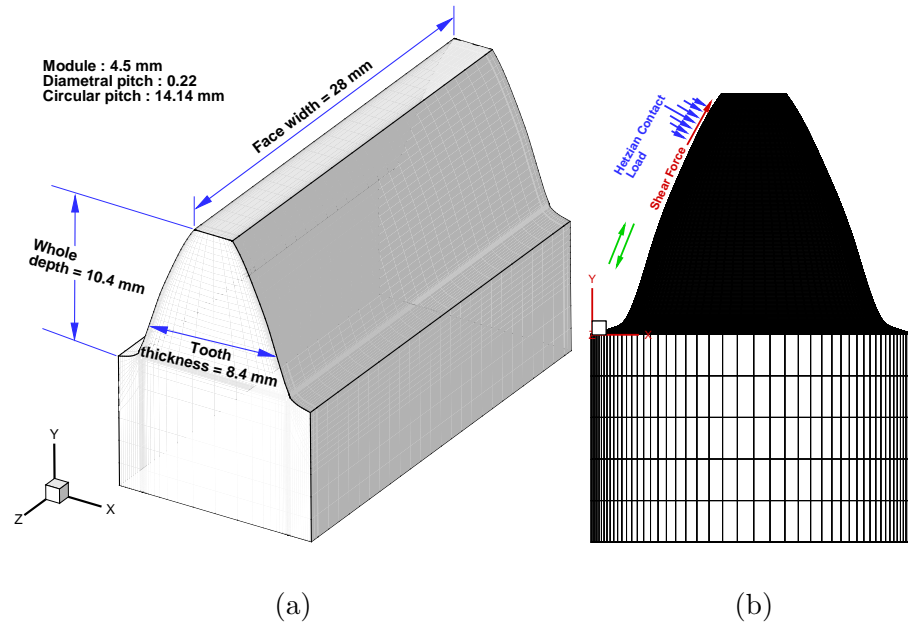 Module : 4.5 mm
Diametral pitch : 0.22
Circular pitch : 14.14 mm
Face width = 28 mm
Whole
depth = 10.4 mm
Tooth
thickness = 8.4 mm
Y
X
Z
(a)
Hetzian Contact
Load
Shear Force
Y
X
(b)